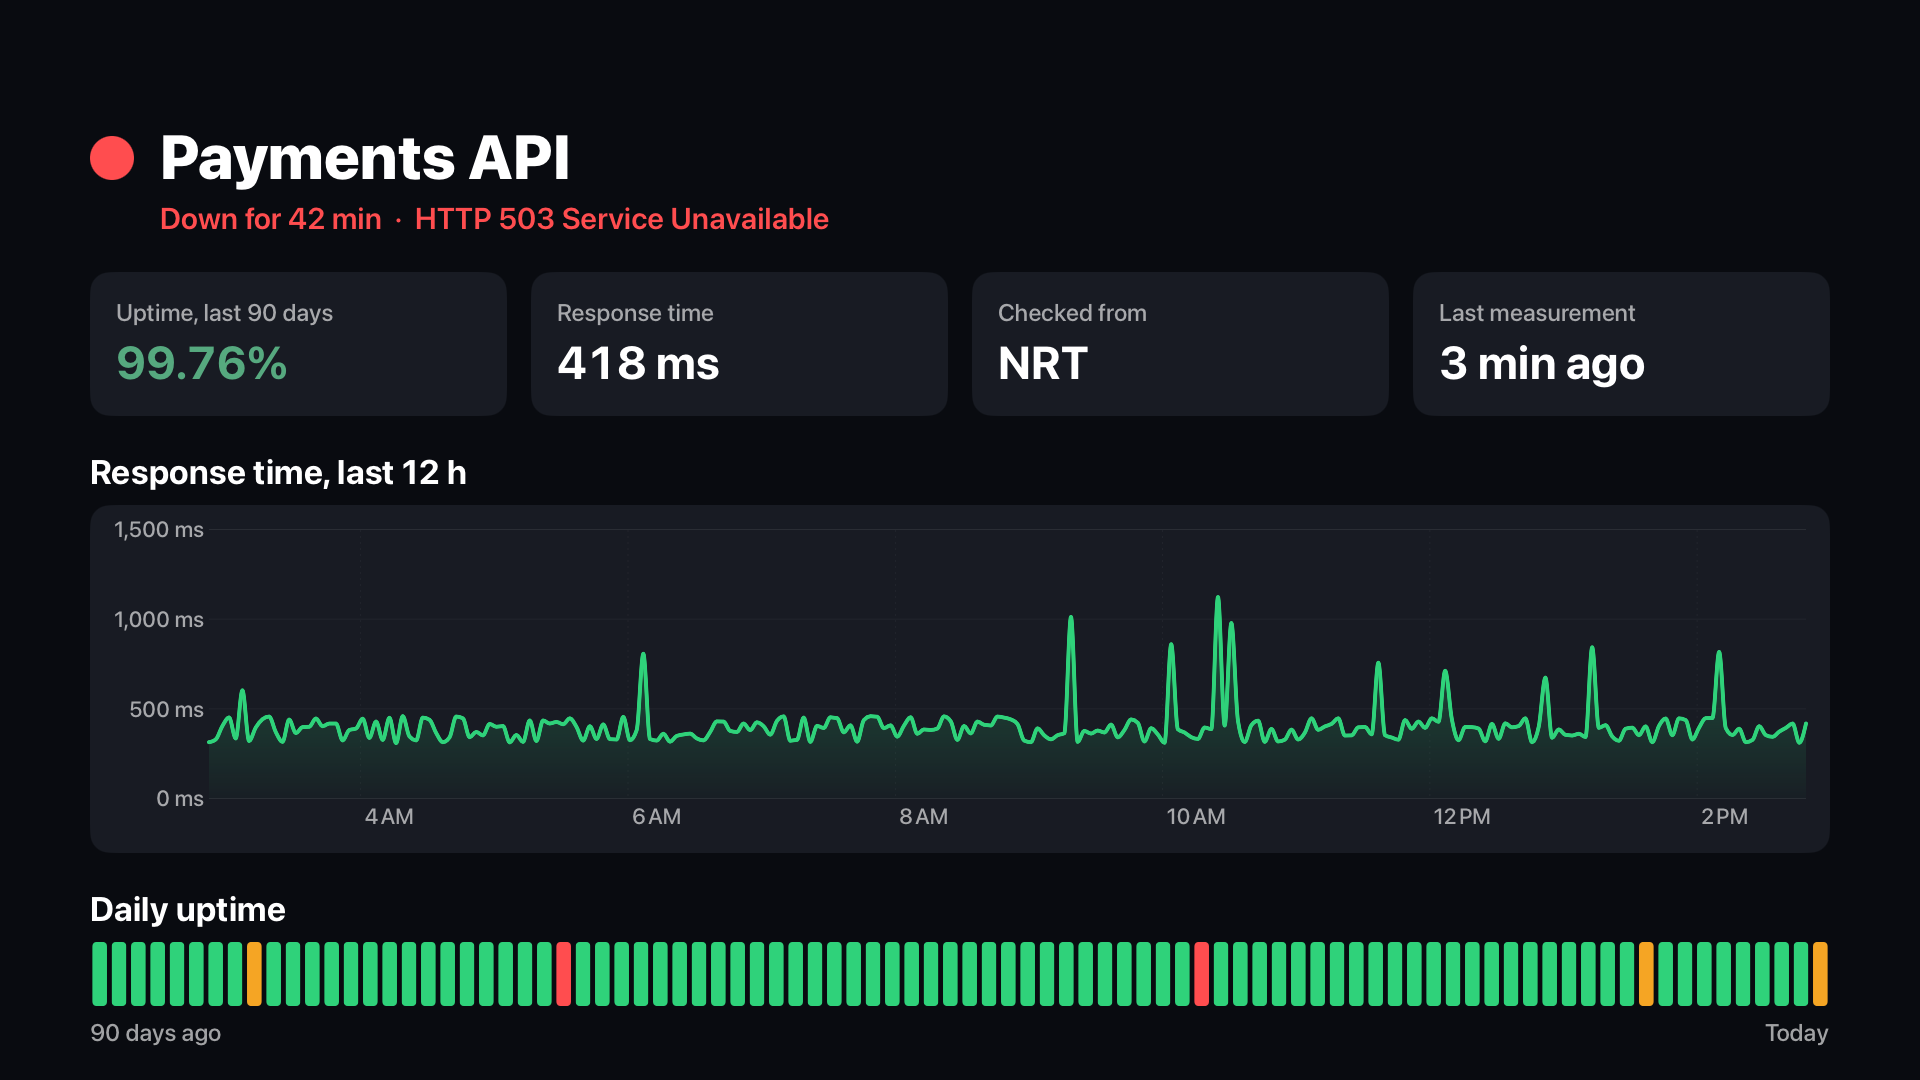 Payments API
Down for 42 min · HTTP 503 Service Unavailable
Uptime, last 90 days
99.76%
Response time
418 ms
Checked from
NRT
Last measurement
3 min ago
Response time, last 12 h
1,500 ms
1,000 ms
500 ms
0 ms
4 AM 6 AM 8 AM 10 AM 12 PM 2 PM
Daily uptime
90 days ago Today